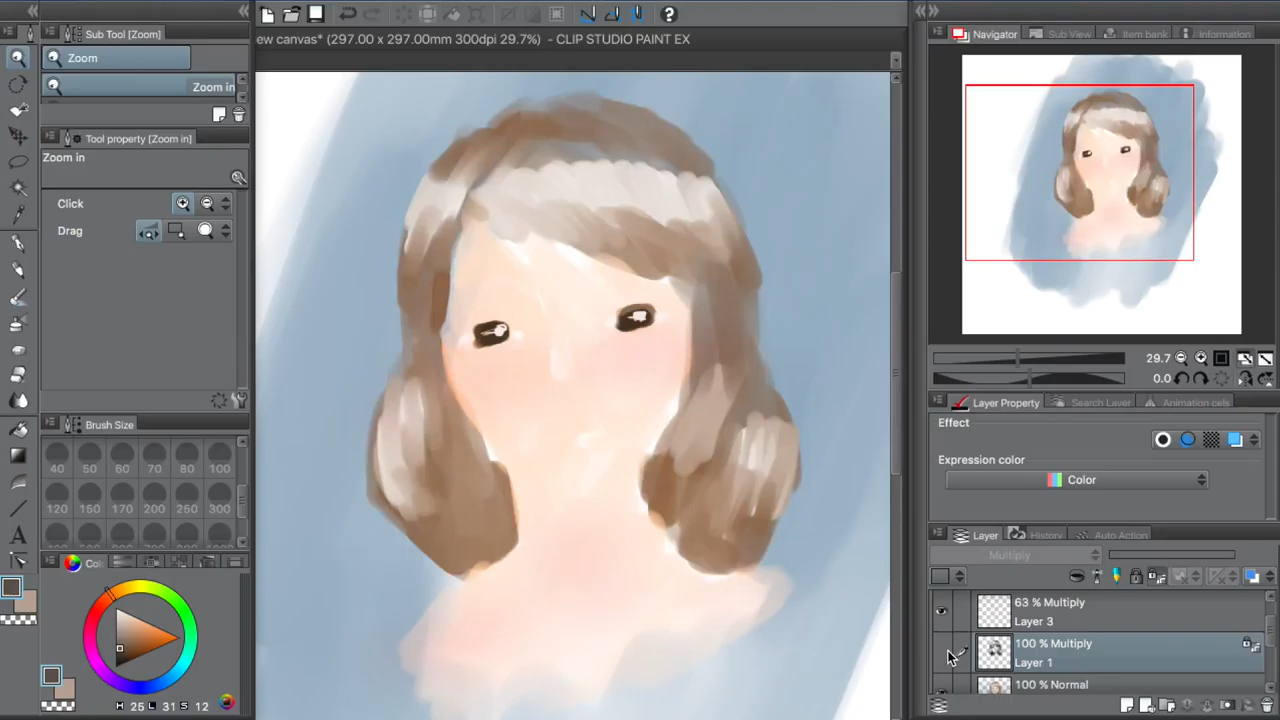 ew canvas* (297.00 x 297.00mm 300dpi 29.7%) - CLIP STUDIO PAINT EX
Sub Tool [Zoom]
Zoom
Zoom in
Tool property [Zoom in]
Zoom in
Click
Drag
Brush Size
40 50 60 70 80 100
120 150 170 200 250 300
Co
H 25 L 31 S 12
Navigator Sub View Item bank Information
29.7
0.0
Layer Property Search Layer Animation cels
Effect
Expression color
Color
Layer History Auto Action
Multiply
63 % Multiply
Layer 3
100 % Multiply
Layer 1
100 % Normal